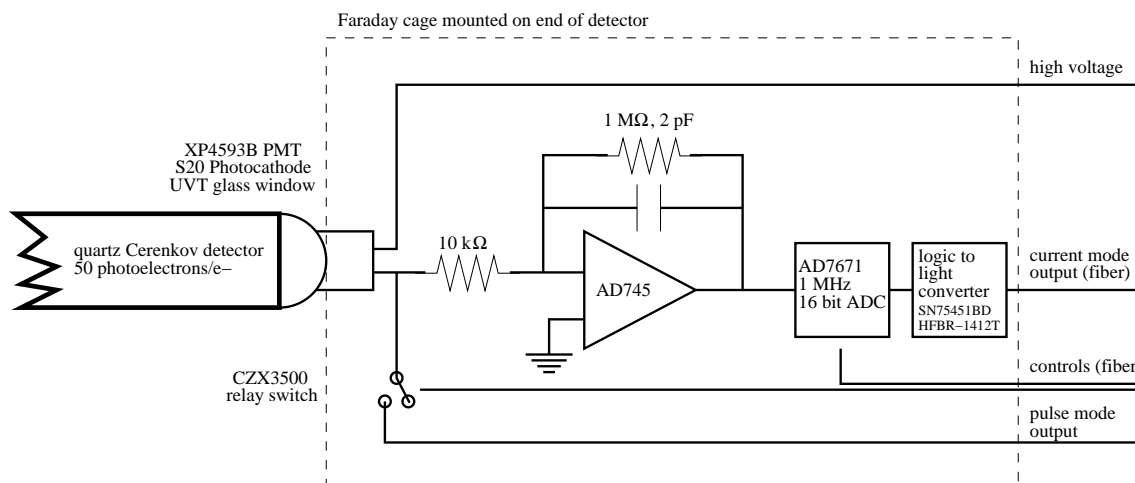 Faraday cage mounted on end of detector
high voltage
1 MΩ, 2 pF
XP4593B PMT
S20 Photocathode
UVT glass window
quartz Cerenkov detector
50 photoelectrons/e−
10 kΩ
AD745
AD7671
1 MHz
16 bit ADC
logic to
light
converter
SN75451BD
HFBR−1412T
current mode
output (fiber)
CZX3500
relay switch
controls (fiber
pulse mode
output